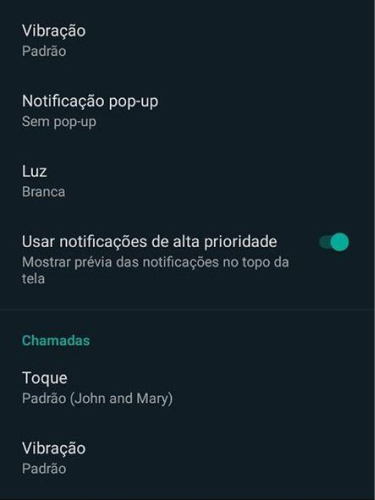 Vibração
Padrão
Notificação pop-up
Sem pop-up
Luz
Branca
Usar notificações de alta prioridade
Mostrar prévia das notificações no topo da
tela
Chamadas
Toque
Padrão (John and Mary)
Vibração
Padrão